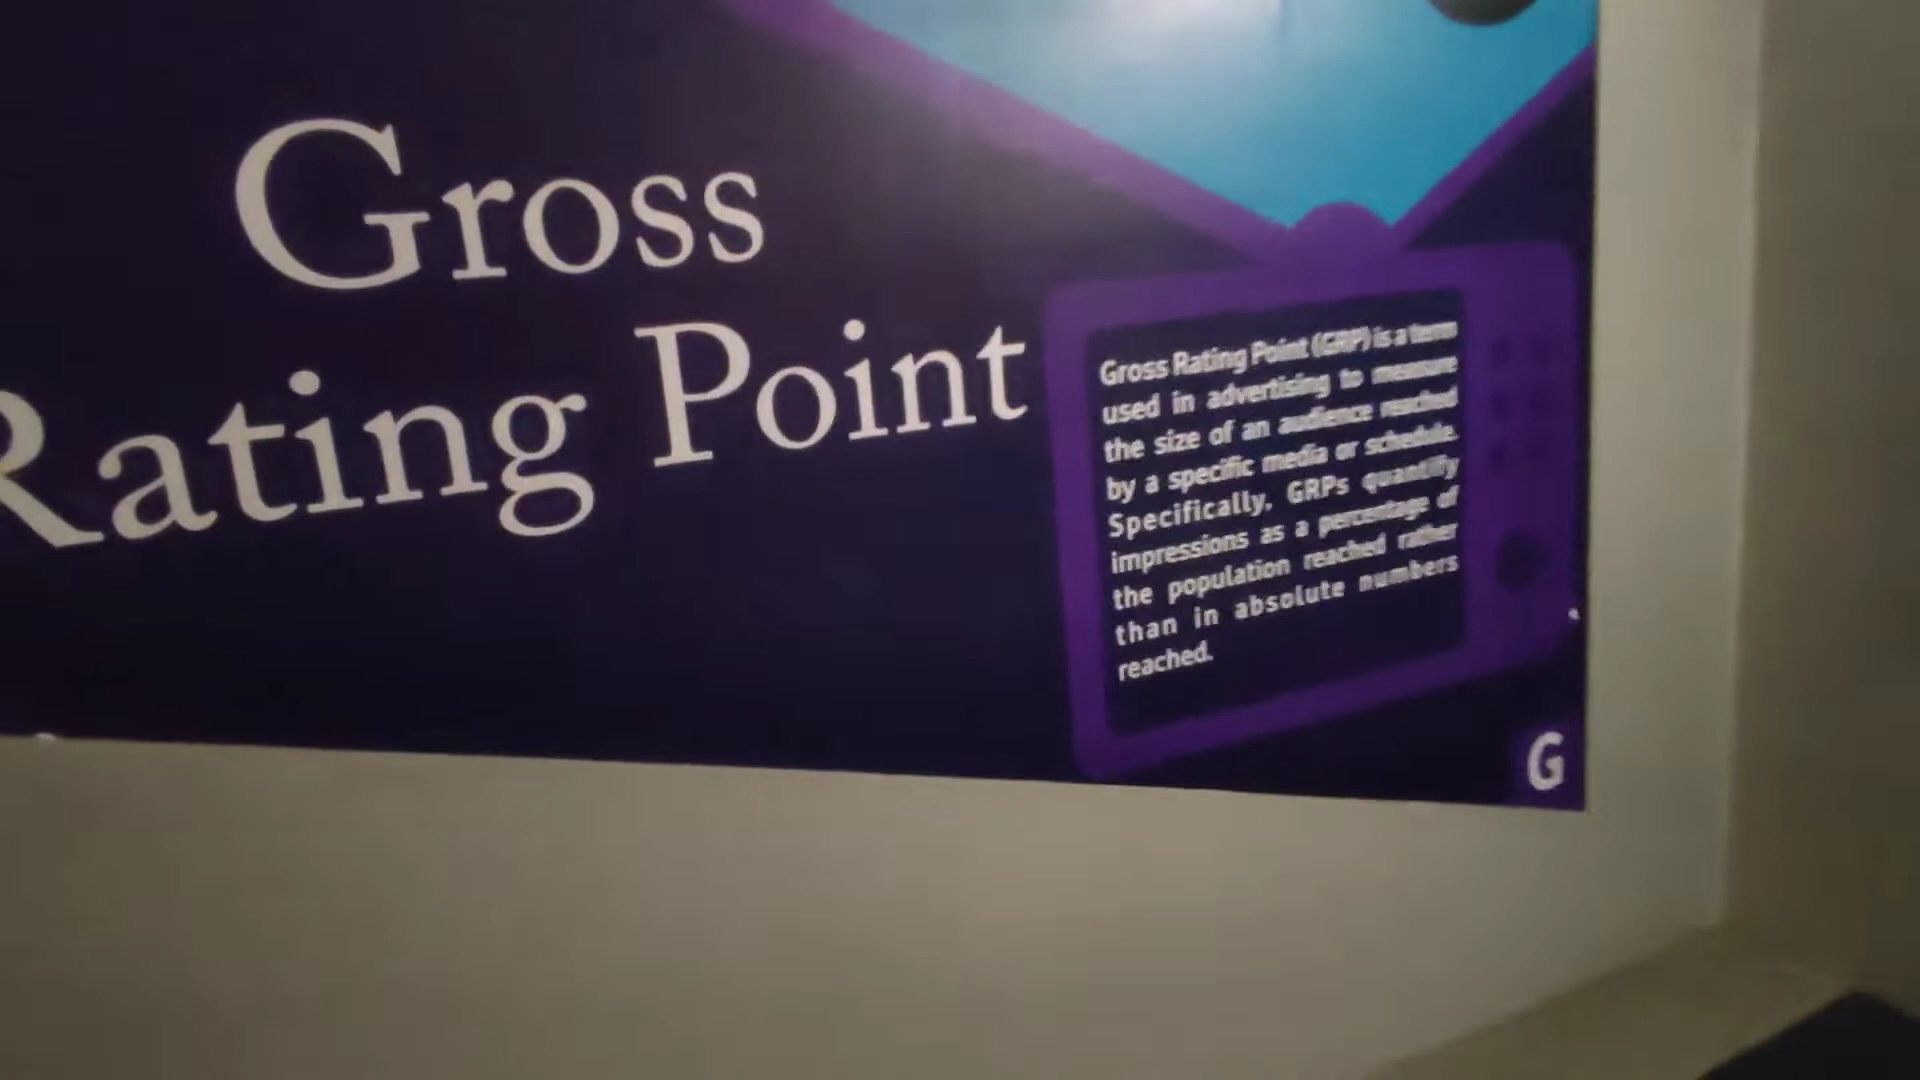 Gross
Rating Point
Gross Rating Point (GRP) is a term
used in advertising to measure
the size of an audience reached
by a specific media or schedule.
Specifically, GRPs quantify
impressions as a percentage of
the population reached rather
than in absolute numbers
reached.
G